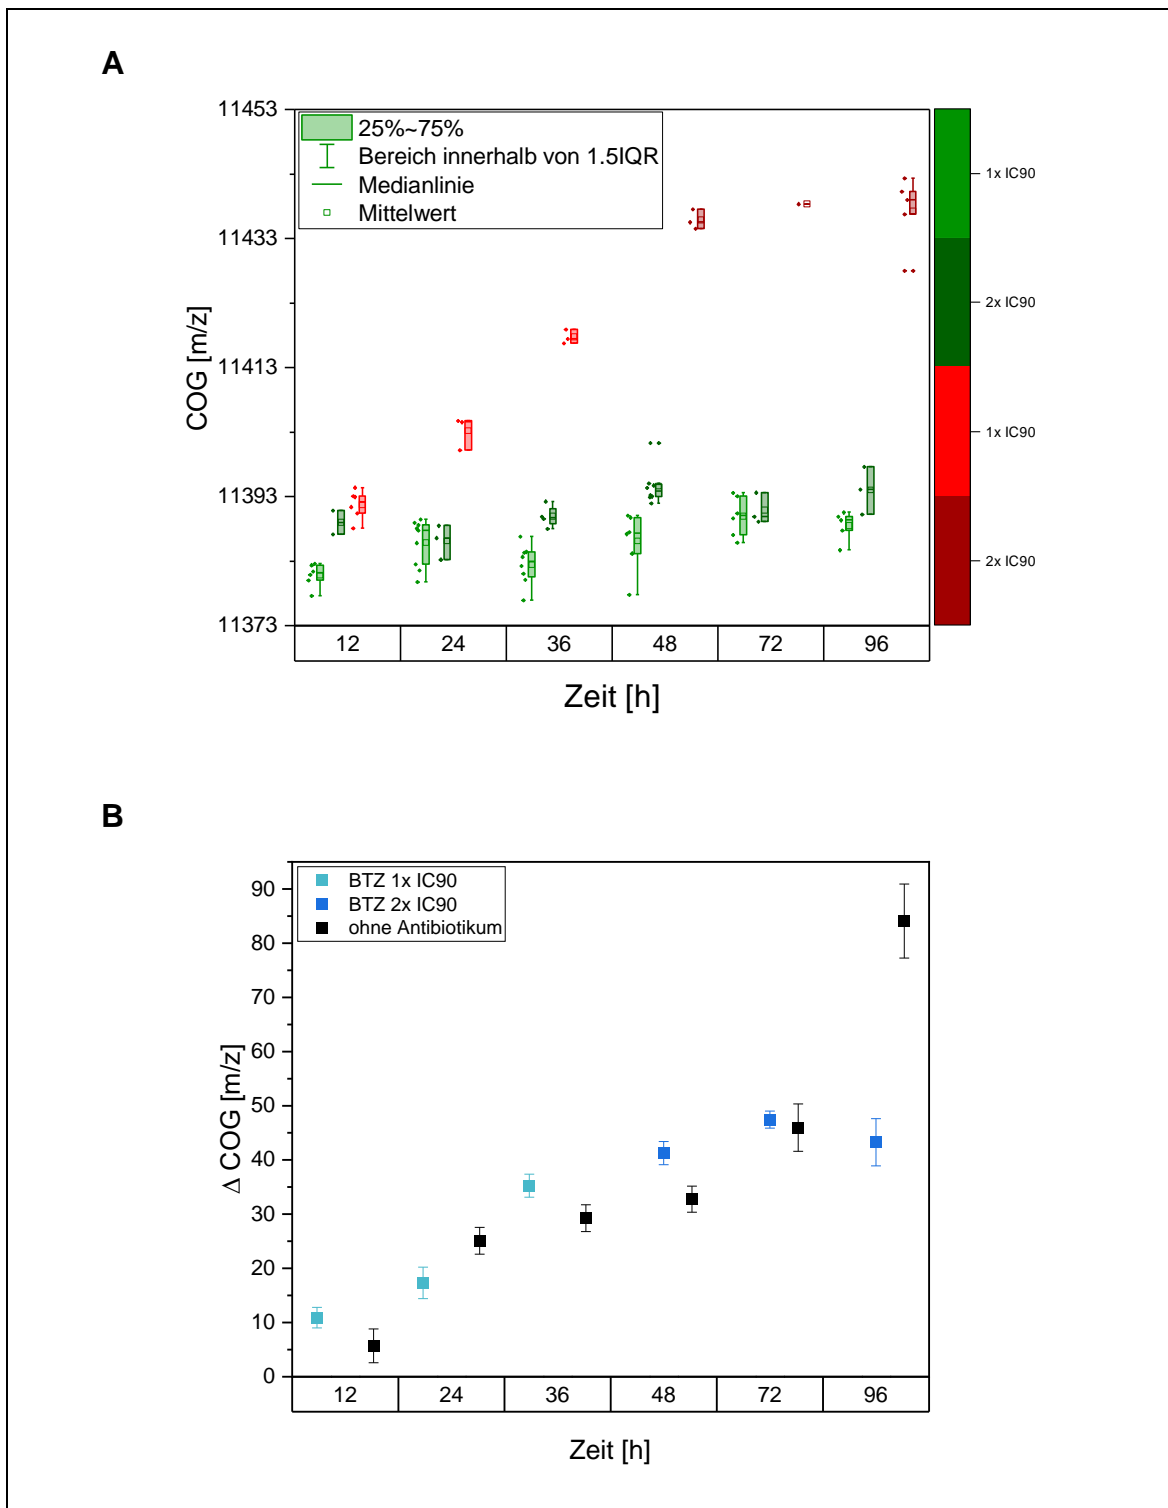 A
11453
11433
11413
11393
11373
COG [m/z]
25%~75%
Bereich innerhalb von 1.5IQR
Medianlinie
Mittelwert
1x IC90
2x IC90
1x IC90
2x IC90
12 24 36 48 72 96
Zeit [h]
B
90
80
70
60
50
40
30
20
10
0
Δ COG [m/z]
BTZ 1x IC90
BTZ 2x IC90
ohne Antibiotikum
12 24 36 48 72 96
Zeit [h]